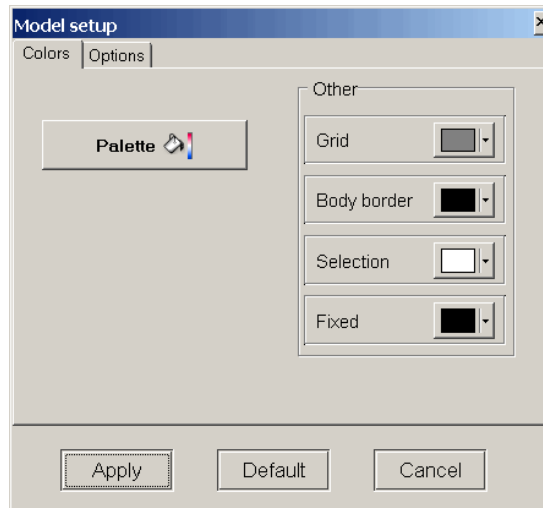 Model setup
Colors Options
Other
Palette
Grid
Body border
Selection
Fixed
Apply Default Cancel